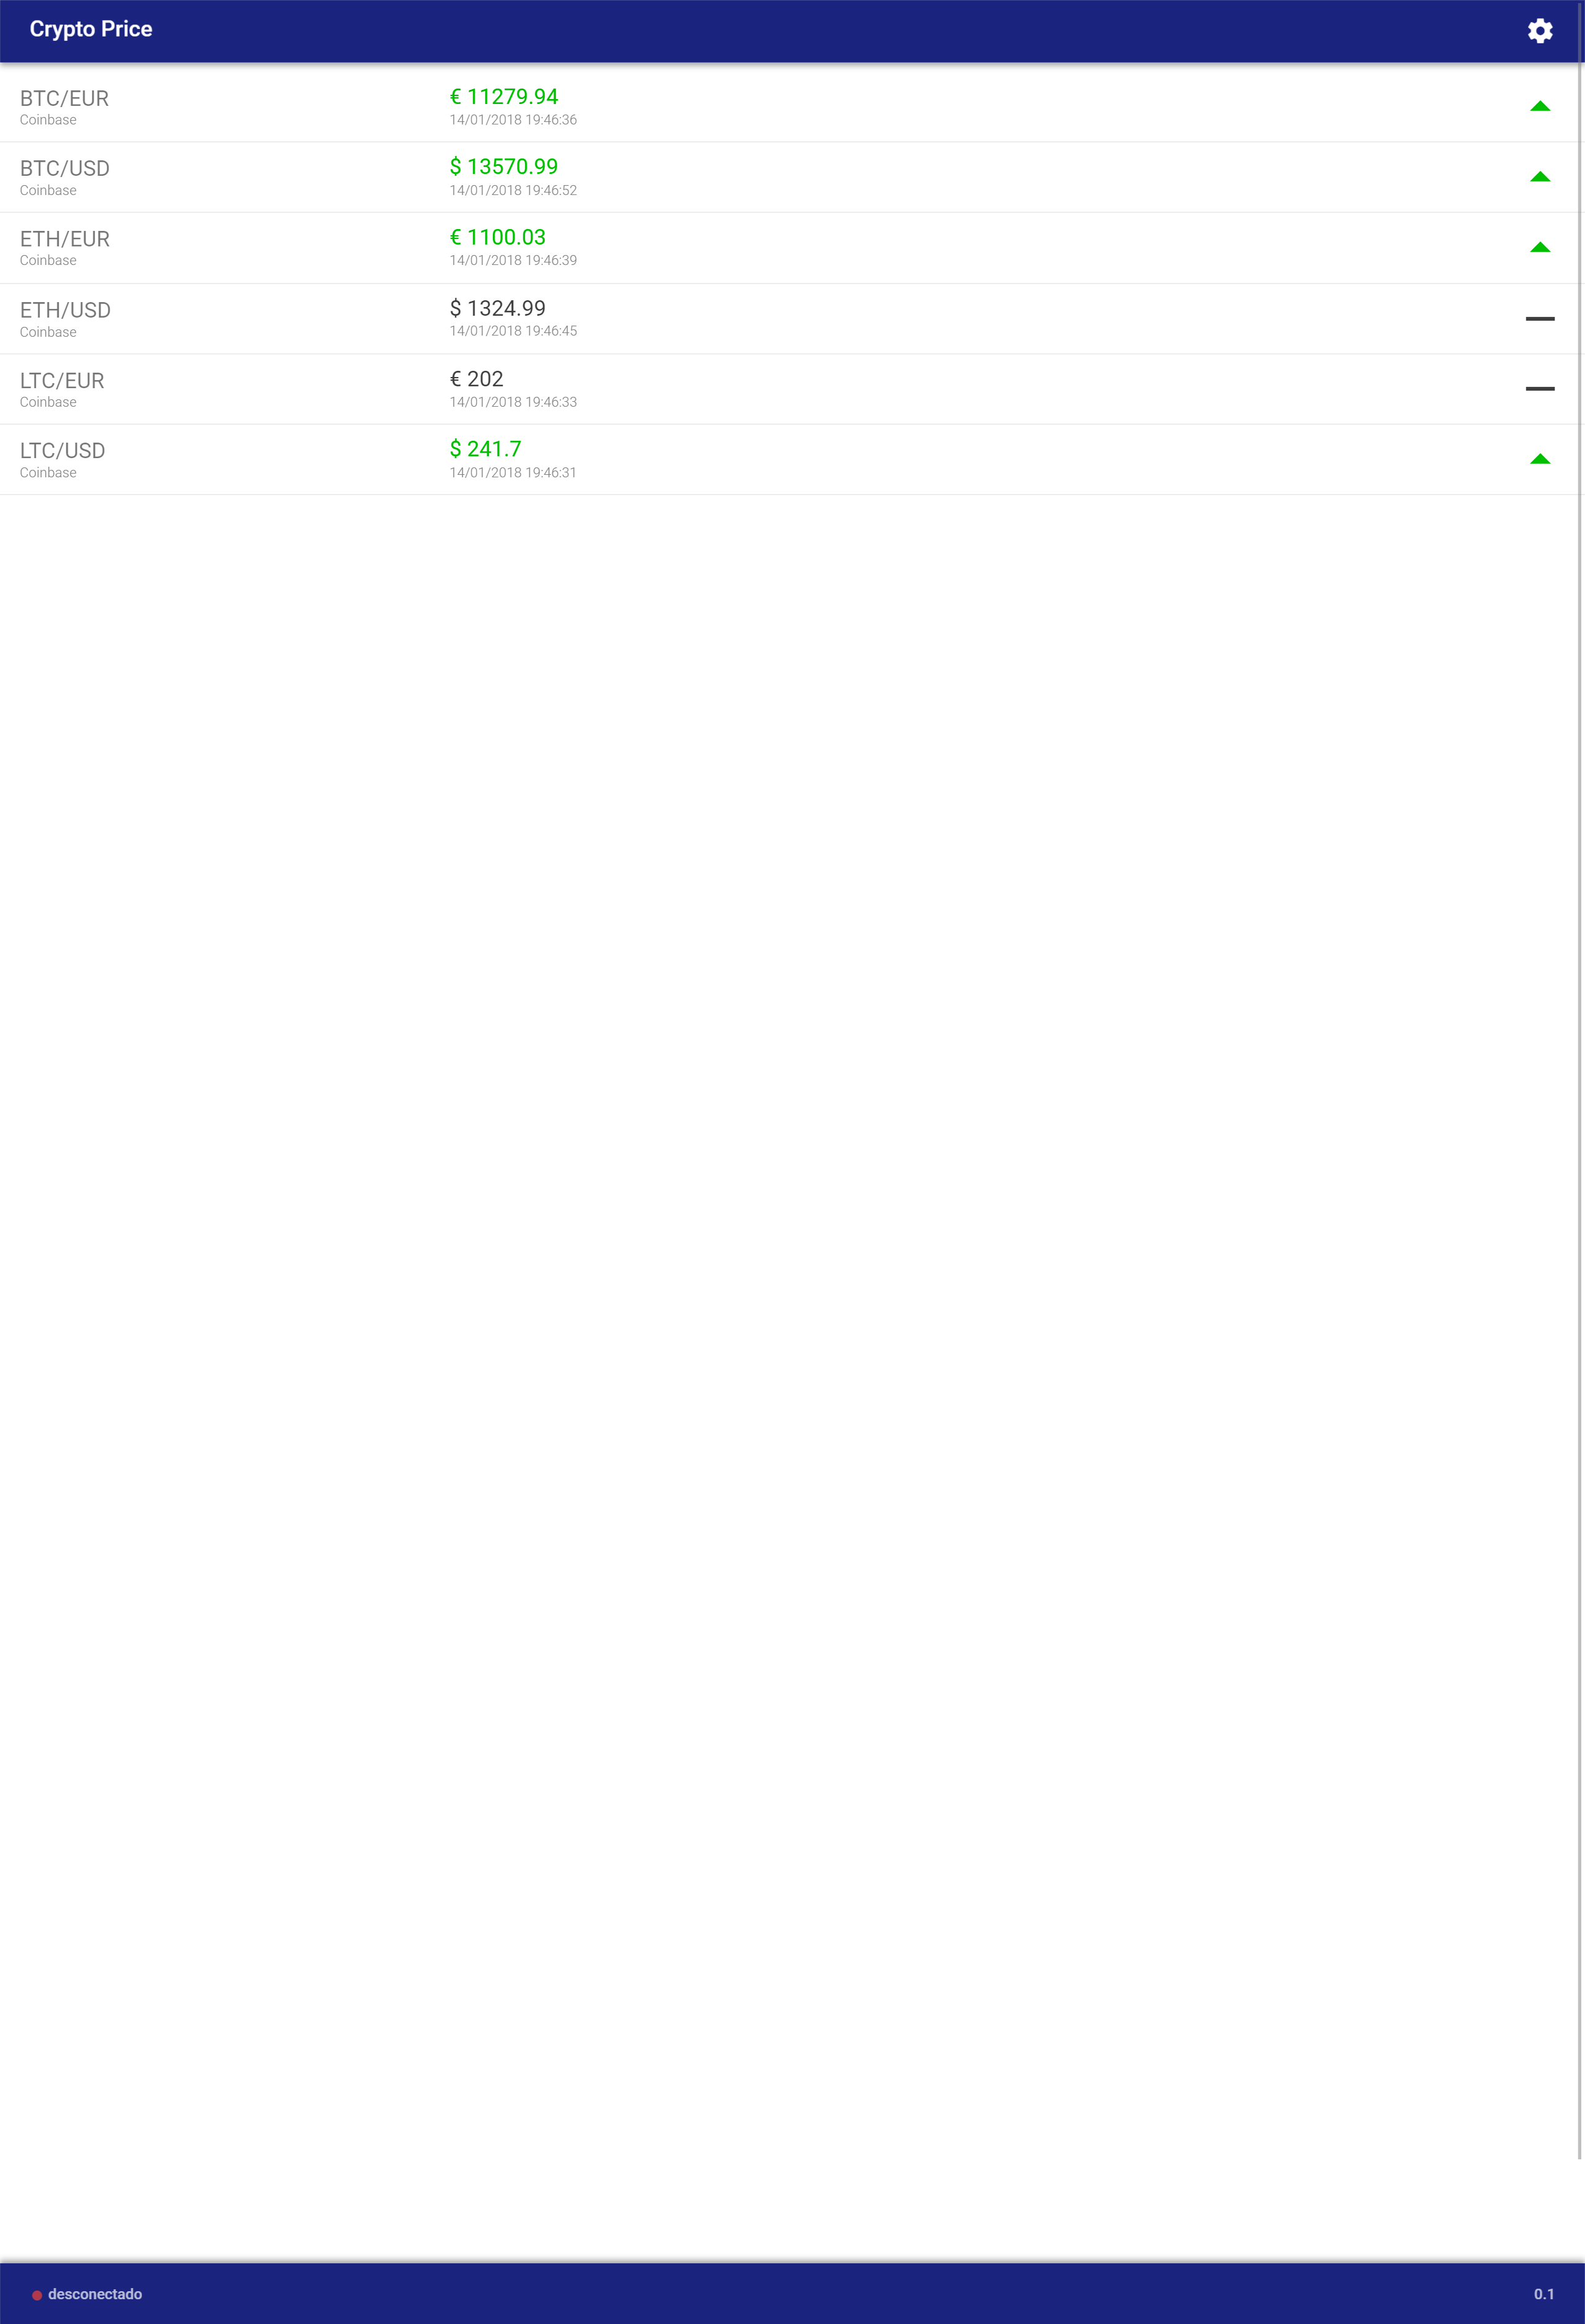 Crypto Price
BTC/EUR
Coinbase
€ 11279.94
14/01/2018 19:46:36
BTC/USD
Coinbase
$ 13570.99
14/01/2018 19:46:52
ETH/EUR
Coinbase
€ 1100.03
14/01/2018 19:46:39
ETH/USD
Coinbase
$ 1324.99
14/01/2018 19:46:45
LTC/EUR
Coinbase
€ 202
14/01/2018 19:46:33
LTC/USD
Coinbase
$ 241.7
14/01/2018 19:46:31
desconectado
0.1